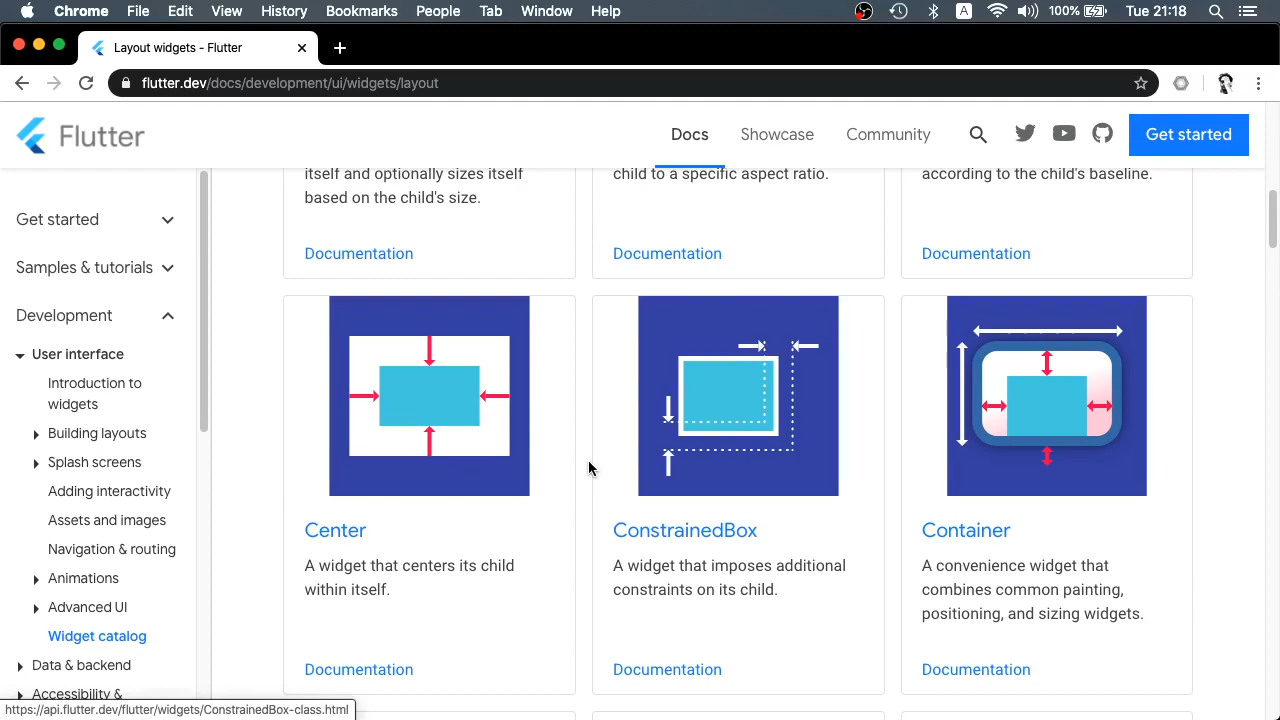 Chrome File Edit View History Bookmarks People Tab Window Help A 100% Tue 21:18
Layout widgets - Flutter
flutter.dev/docs/development/ui/widgets/layout
Flutter Docs Showcase Community Get started
itself and optionally sizes itself
based on the child's size.
Documentation
child to a specific aspect ratio.
Documentation
according to the child's baseline.
Documentation
Get started
Samples & tutorials
Development
User interface
Introduction to
widgets
Building layouts
Splash screens
Adding interactivity
Assets and images
Navigation & routing
Animations
Advanced UI
Widget catalog
Data & backend
Accessibility &
Center
A widget that centers its child
within itself.
Documentation
ConstrainedBox
A widget that imposes additional
constraints on its child.
Documentation
Container
A convenience widget that
combines common painting,
positioning, and sizing widgets.
Documentation
https://api.flutter.dev/flutter/widgets/ConstrainedBox-class.html